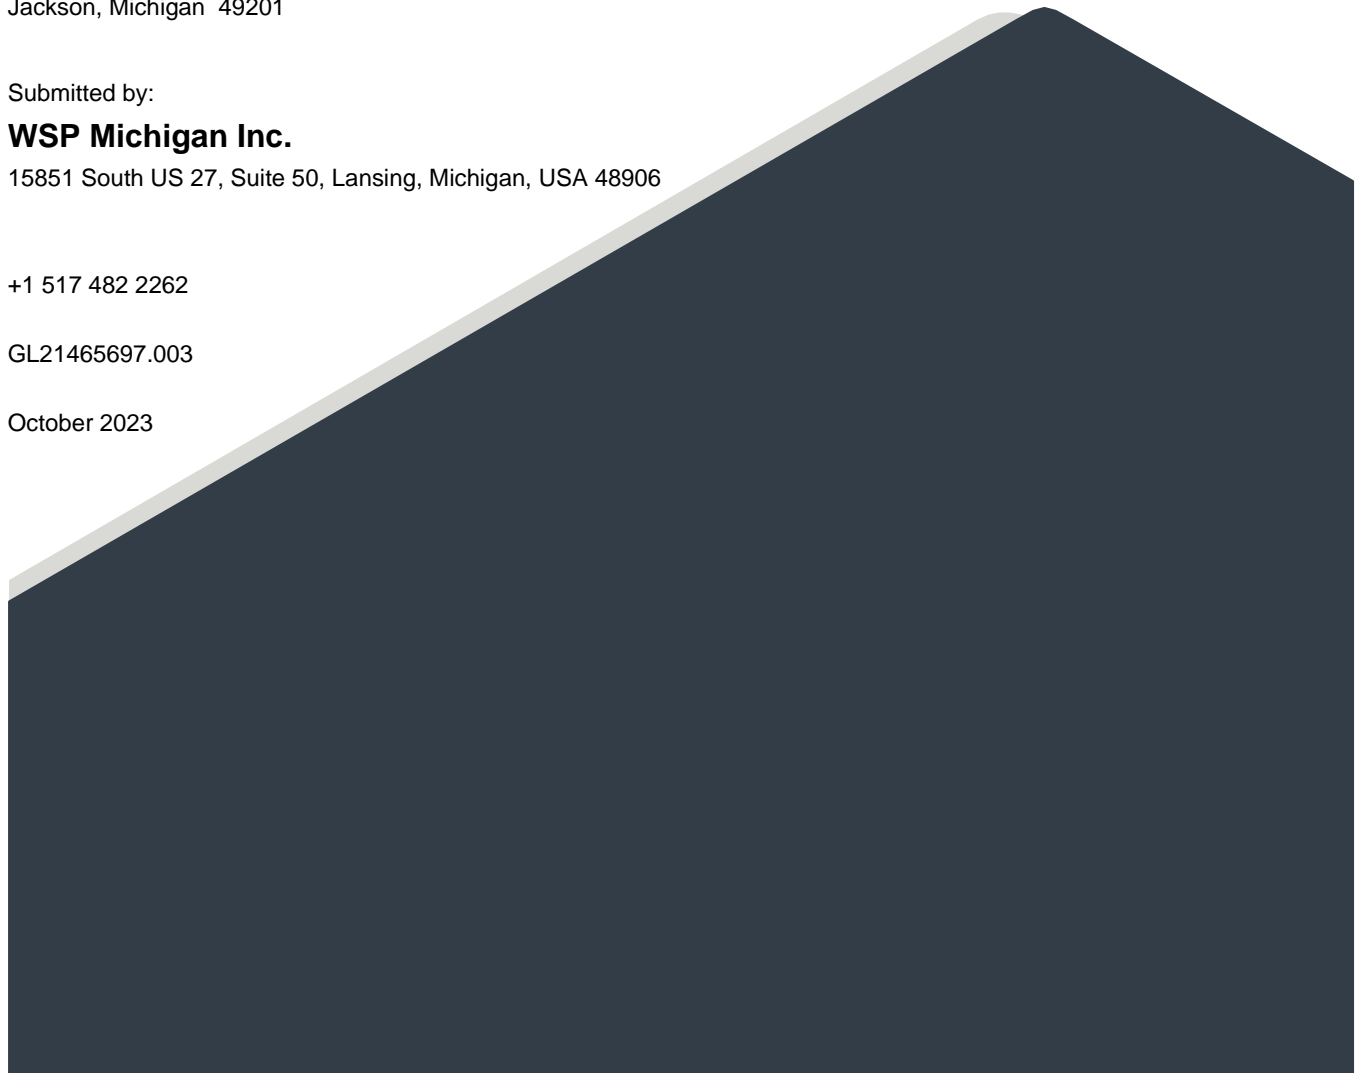 Jackson, Michigan  49201
Submitted by:
WSP Michigan Inc.
15851 South US 27, Suite 50, Lansing, Michigan, USA 48906
+1 517 482 2262
GL21465697.003
October 2023